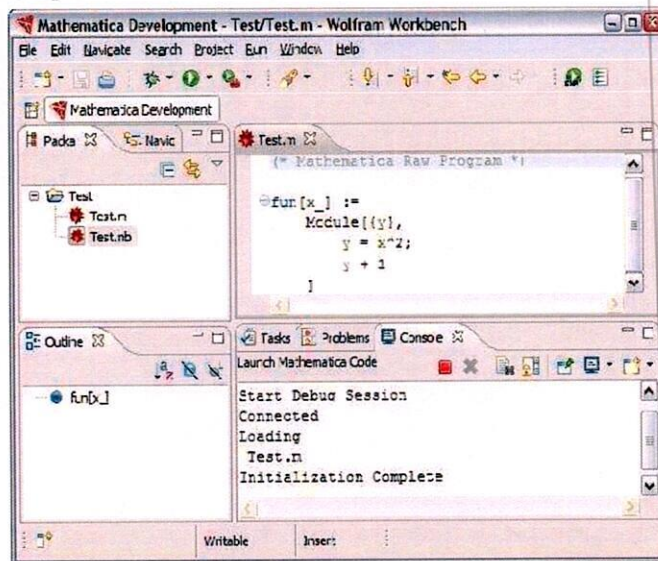 Mathematica Development - Test/Test.m - Wolfram Workbench
File Edit Navigate Search Project Run Window Help
Mathematica Development
Packa
Navic
Test
Test.m
Test.nb
Test.m
(* Mathematica Raw Program *)
fun[x_] :=
Module[{y},
y = x^2;
y + 1
]
Outline
fun[x_]
Tasks Problems Console
Launch Mathematica Code
Start Debug Session
Connected
Loading
Test.m
Initialization Complete
Writable Insert